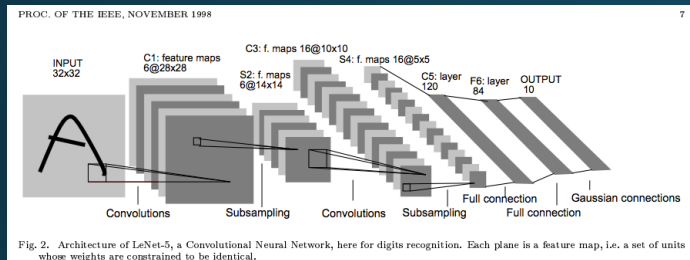 PROC. OF THE IEEE, NOVEMBER 1998 7
INPUT
32x32
C1: feature maps
6@28x28
C3: f. maps 16@10x10
S2: f. maps
6@14x14
S4: f. maps 16@5x5
C5: layer
120
F6: layer
84
OUTPUT
10
Convolutions
Subsampling
Convolutions
Subsampling
Full connection
Full connection
Gaussian connections
Fig. 2. Architecture of LeNet-5, a Convolutional Neural Network, here for digits recognition. Each plane is a feature map, i.e. a set of units
whose weights are constrained to be identical.